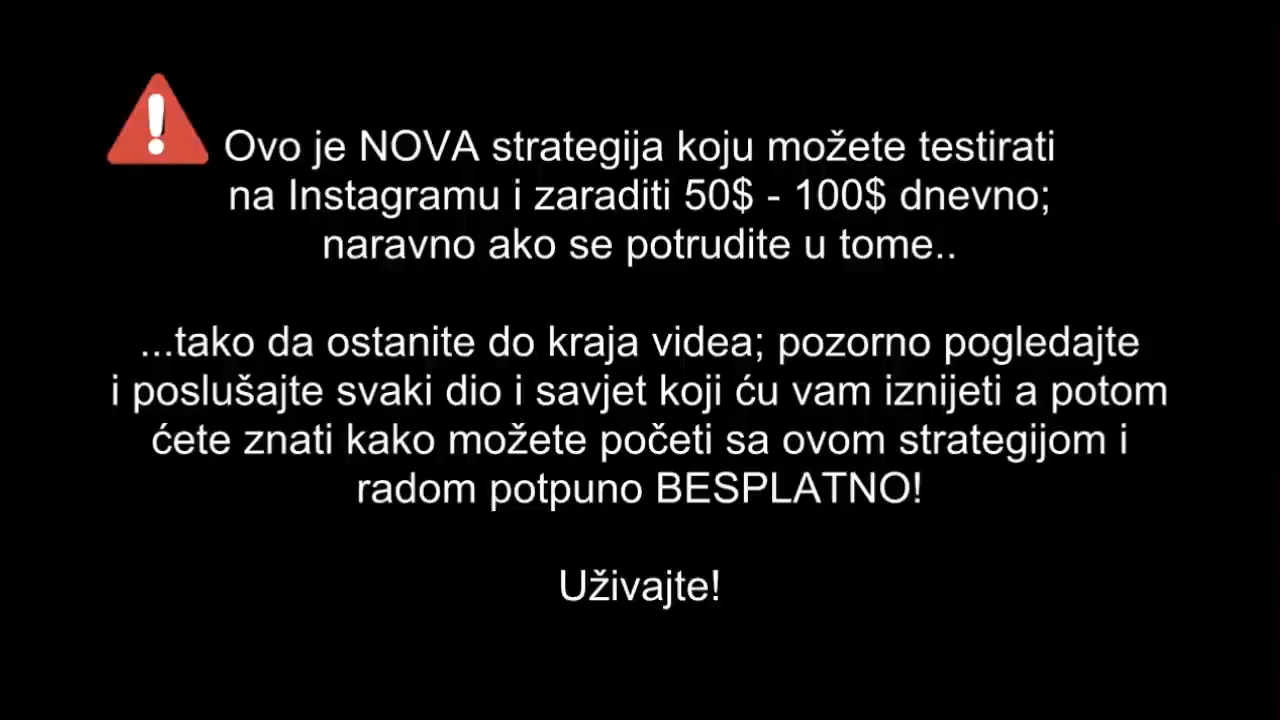 Ovo je NOVA strategija koju možete testirati
na Instagramu i zaraditi 50$ - 100$ dnevno;
naravno ako se potrudite u tome..
...tako da ostanite do kraja videa; pozorno pogledajte
i poslušajte svaki dio i savjet koji ću vam iznijeti a potom
ćete znati kako možete početi sa ovom strategijom i
radom potpuno BESPLATNO!
Uživajte!